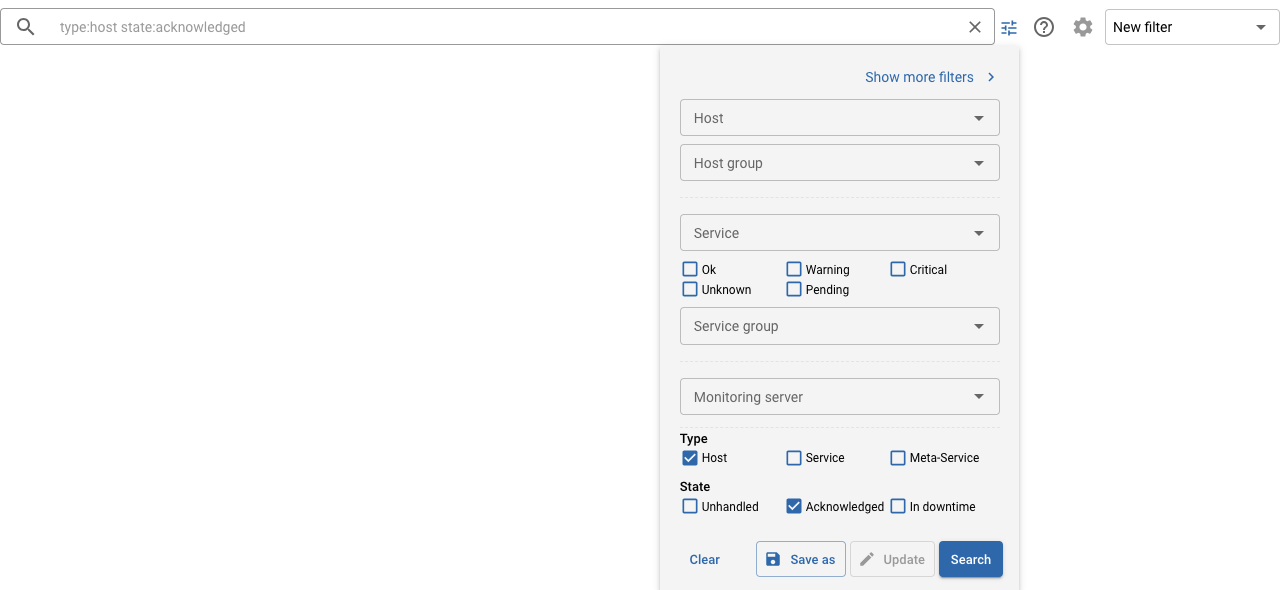 type:host state:acknowledged
New filter
Show more filters
Host
Host group
Service
Ok Warning Critical
Unknown Pending
Service group
Monitoring server
Type
Host Service Meta-Service
State
Unhandled Acknowledged In downtime
Clear Save as Update Search